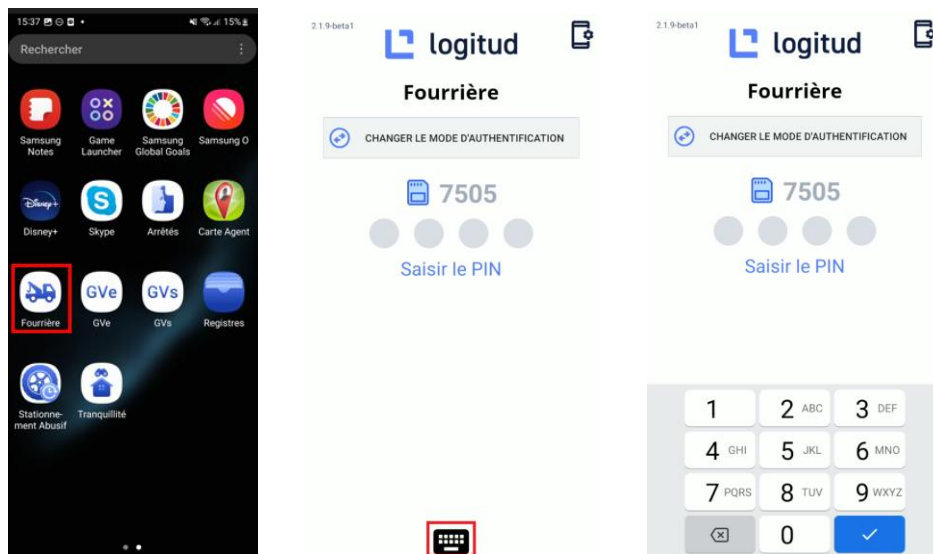 15:37
15%
Rechercher
Samsung Notes
Game Launcher
Samsung Global Goals
Samsung O
Disney+
Disney+
Skype
Arrêtés
Carte Agent
GVe
GVs
Fourrière
GVe
GVs
Registres
Stationne-
ment Abusif
Tranquillité
2.1.9-beta1
logitud
Fourrière
CHANGER LE MODE D'AUTHENTIFICATION
7505
Saisir le PIN
2.1.9-beta1
logitud
Fourrière
CHANGER LE MODE D'AUTHENTIFICATION
7505
Saisir le PIN
1
2 ABC
3 DEF
4 GHI
5 JKL
6 MNO
7 PQRS
8 TUV
9 WXYZ
0